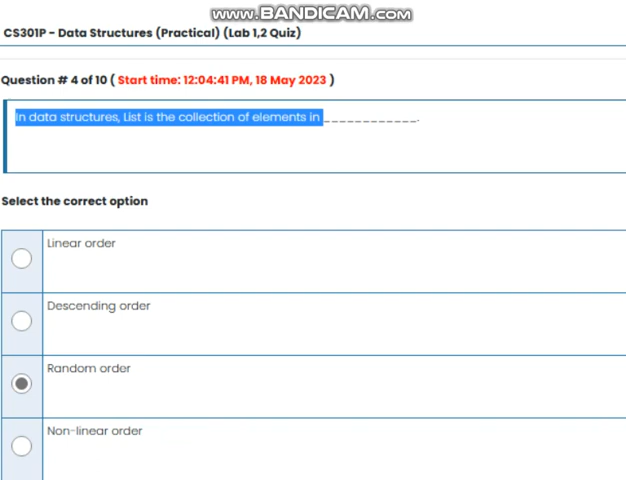 www.BANDICAM.com
CS301P - Data Structures (Practical) (Lab 1,2 Quiz)
Question # 4 of 10 ( Start time: 12:04:41 PM, 18 May 2023 )
In data structures, List is the collection of elements in _____________.
Select the correct option
Linear order
Descending order
Random order
Non-linear order